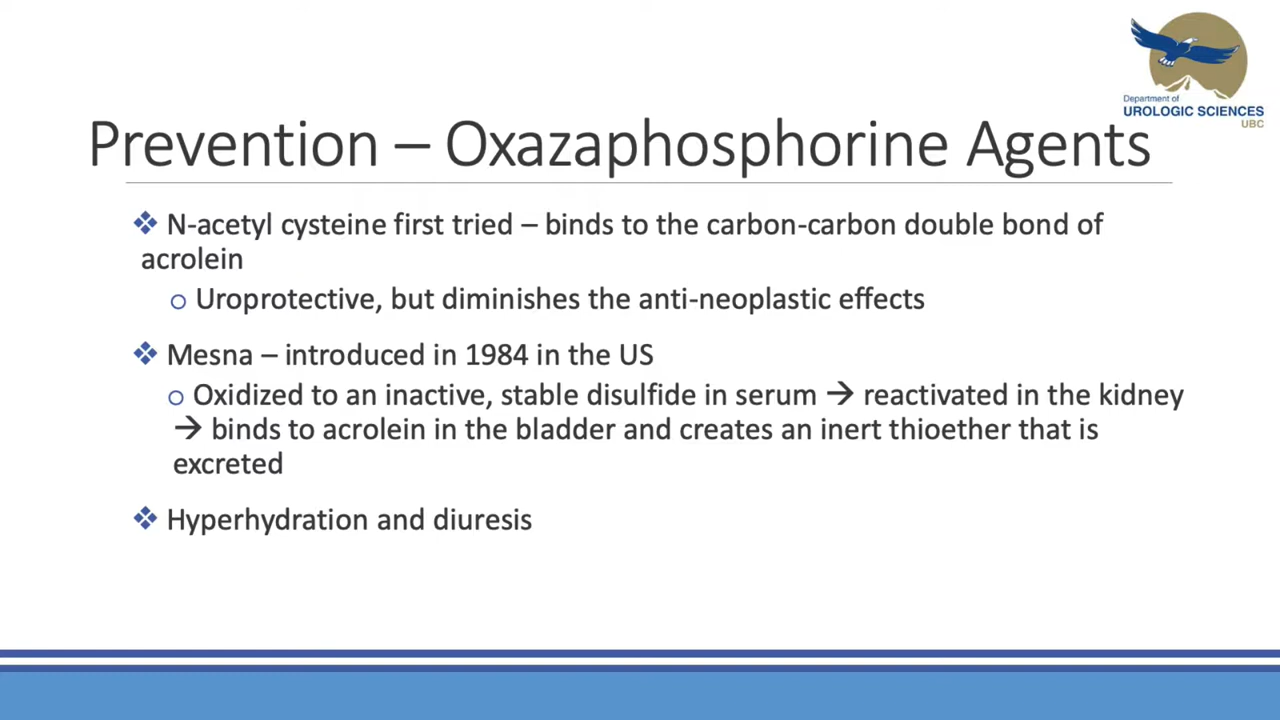 Department of
UROLOGIC SCIENCES
UBC
Prevention – Oxazaphosphorine Agents
❖ N-acetyl cysteine first tried – binds to the carbon-carbon double bond of
acrolein
o Uroprotective, but diminishes the anti-neoplastic effects
❖ Mesna – introduced in 1984 in the US
o Oxidized to an inactive, stable disulfide in serum → reactivated in the kidney
→ binds to acrolein in the bladder and creates an inert thioether that is
excreted
❖ Hyperhydration and diuresis